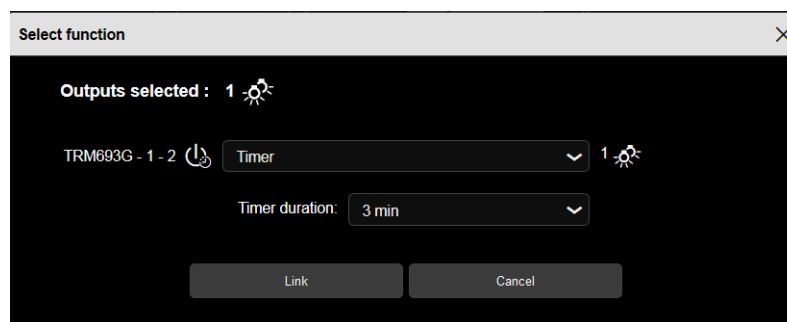 Select function
Outputs selected : 1
TRM693G - 1 - 2 Timer 1
Timer duration: 3 min
Link Cancel